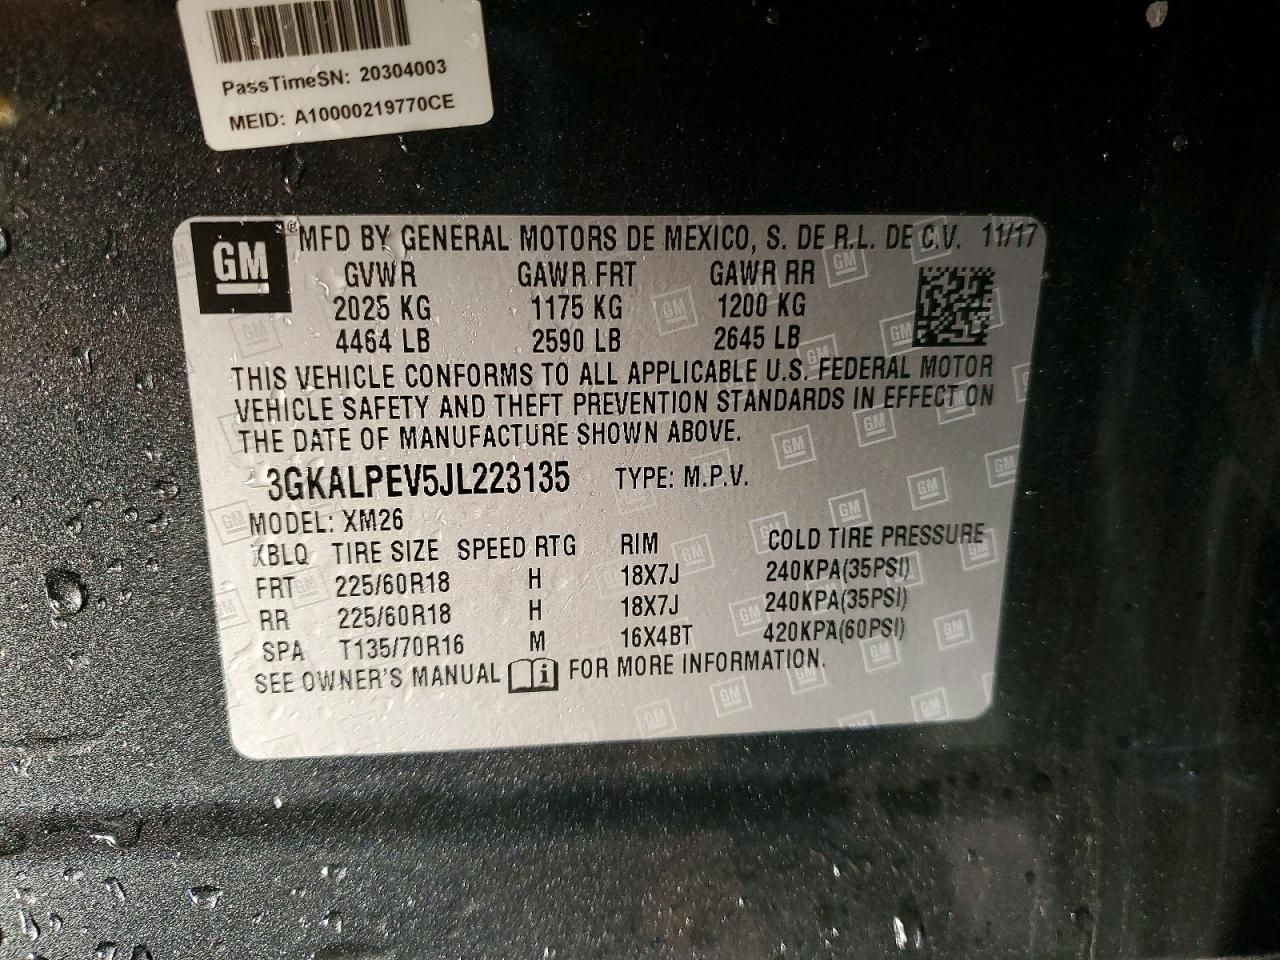 PassTimeSN: 20304003
MEID: A10000219770CE
GM® MFD BY GENERAL MOTORS DE MEXICO, S. DE R.L. DE C.V. 11/17
GVWR GAWR FRT GAWR RR
2025 KG 1175 KG 1200 KG
4464 LB 2590 LB 2645 LB
THIS VEHICLE CONFORMS TO ALL APPLICABLE U.S. FEDERAL MOTOR
VEHICLE SAFETY AND THEFT PREVENTION STANDARDS IN EFFECT ON
THE DATE OF MANUFACTURE SHOWN ABOVE.
3GKALPEV5JL223135 TYPE: M.P.V.
MODEL: XM26
XBLQ TIRE SIZE SPEED RTG RIM COLD TIRE PRESSURE
FRT 225/60R18 H 18X7J 240KPA(35PSI)
RR 225/60R18 H 18X7J 240KPA(35PSI)
SPA T135/70R16 M 16X4BT 420KPA(60PSI)
SEE OWNER'S MANUAL i FOR MORE INFORMATION.